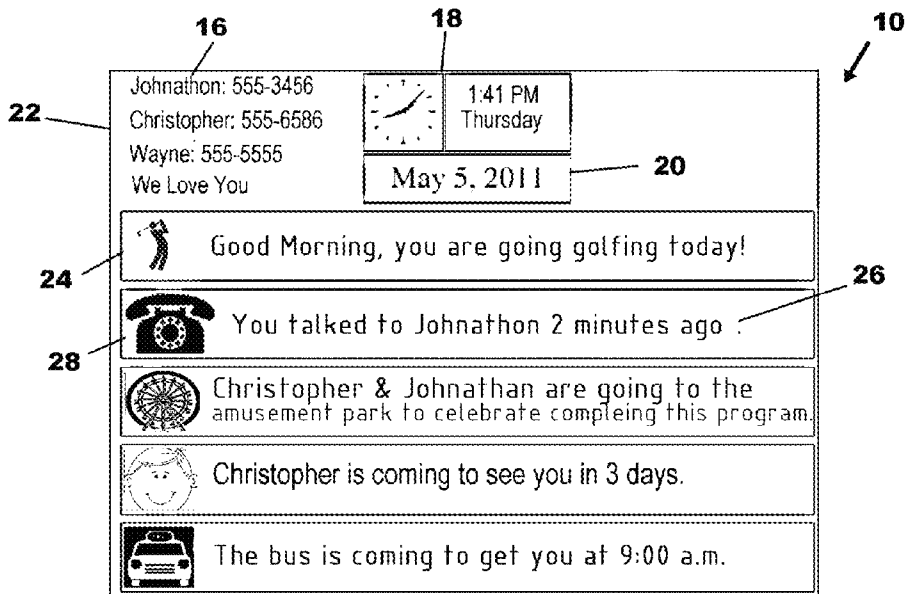 16
18
10
22
Johnathon: 555-3456
Christopher: 555-6586
Wayne: 555-5555
We Love You
1:41 PM
Thursday
May 5, 2011
20
24
Good Morning, you are going golfing today!
26
28
You talked to Johnathon 2 minutes ago .
Christopher & Johnathan are going to the
amusement park to celebrate compleing this program.
Christopher is coming to see you in 3 days.
The bus is coming to get you at 9:00 a.m.